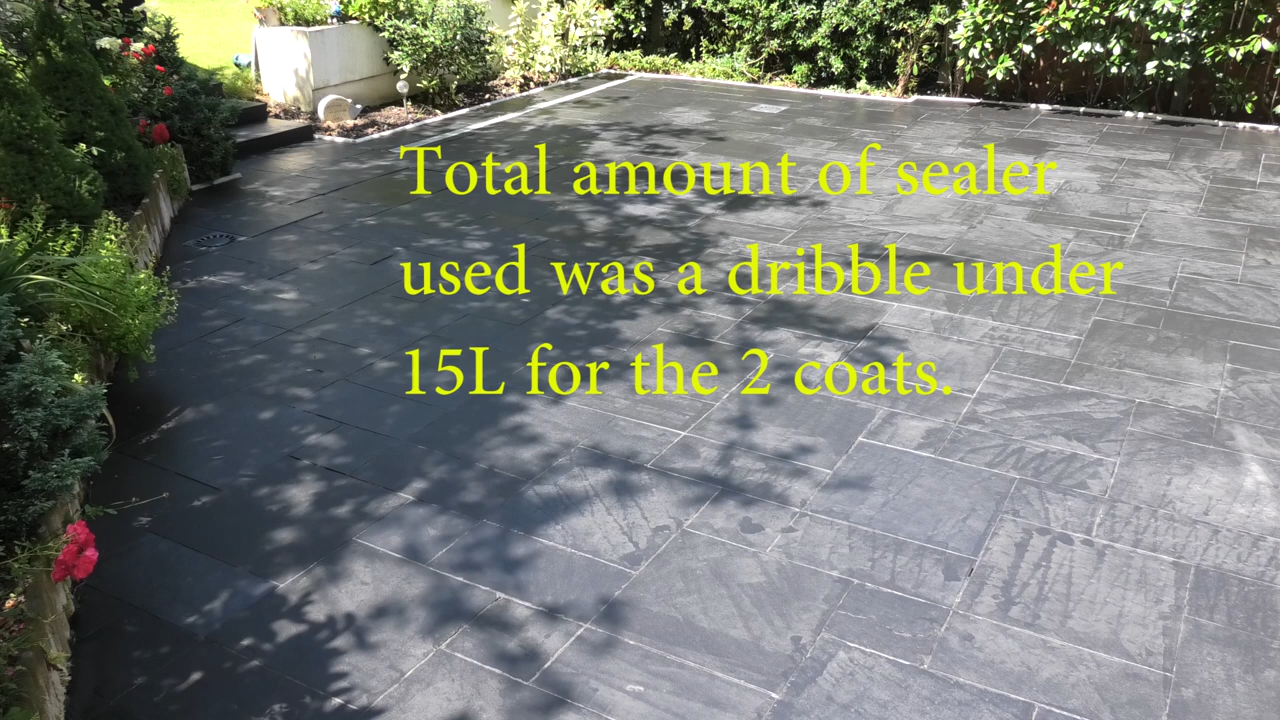 Total amount of sealer
used was a dribble under
15L for the 2 coats.